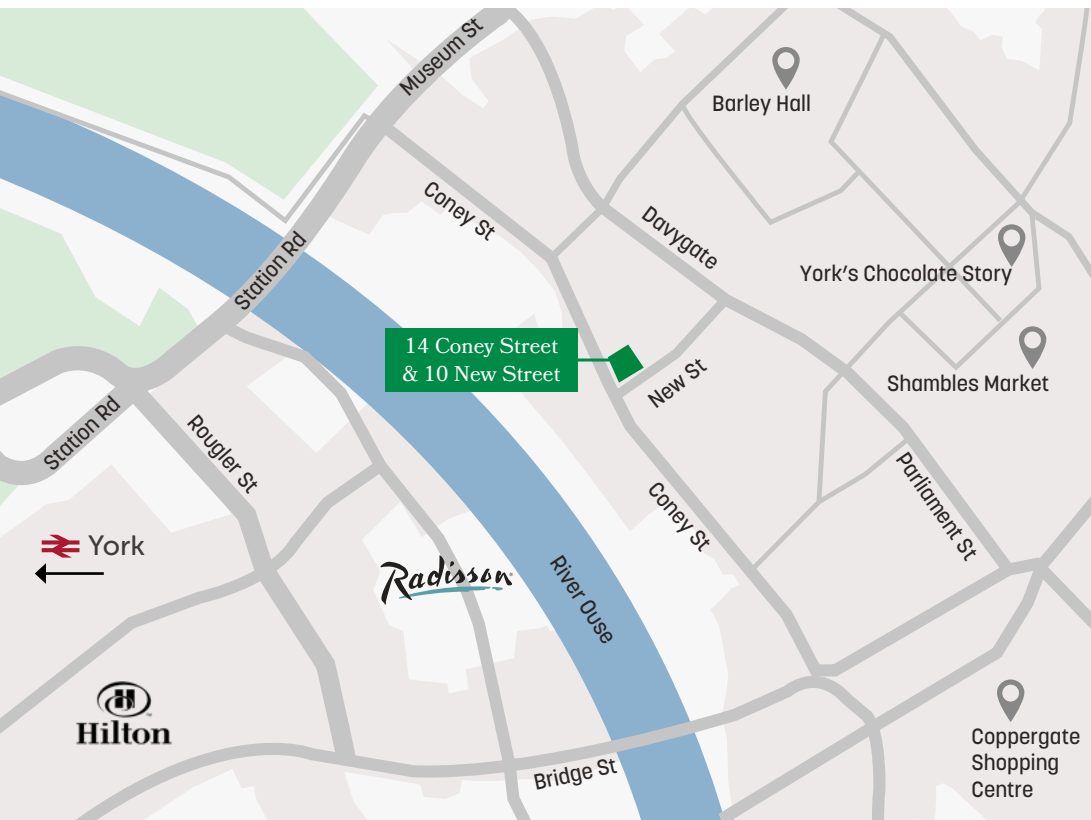 Museum St
Barley Hall
Coney St
Davygate
Station Rd
York's Chocolate Story
14 Coney Street
& 10 New Street
New St
Shambles Market
Station Rd
Rougler St
Coney St
Parliament St
York
Radisson
River Ouse
Hilton
Bridge St
Coppergate
Shopping
Centre